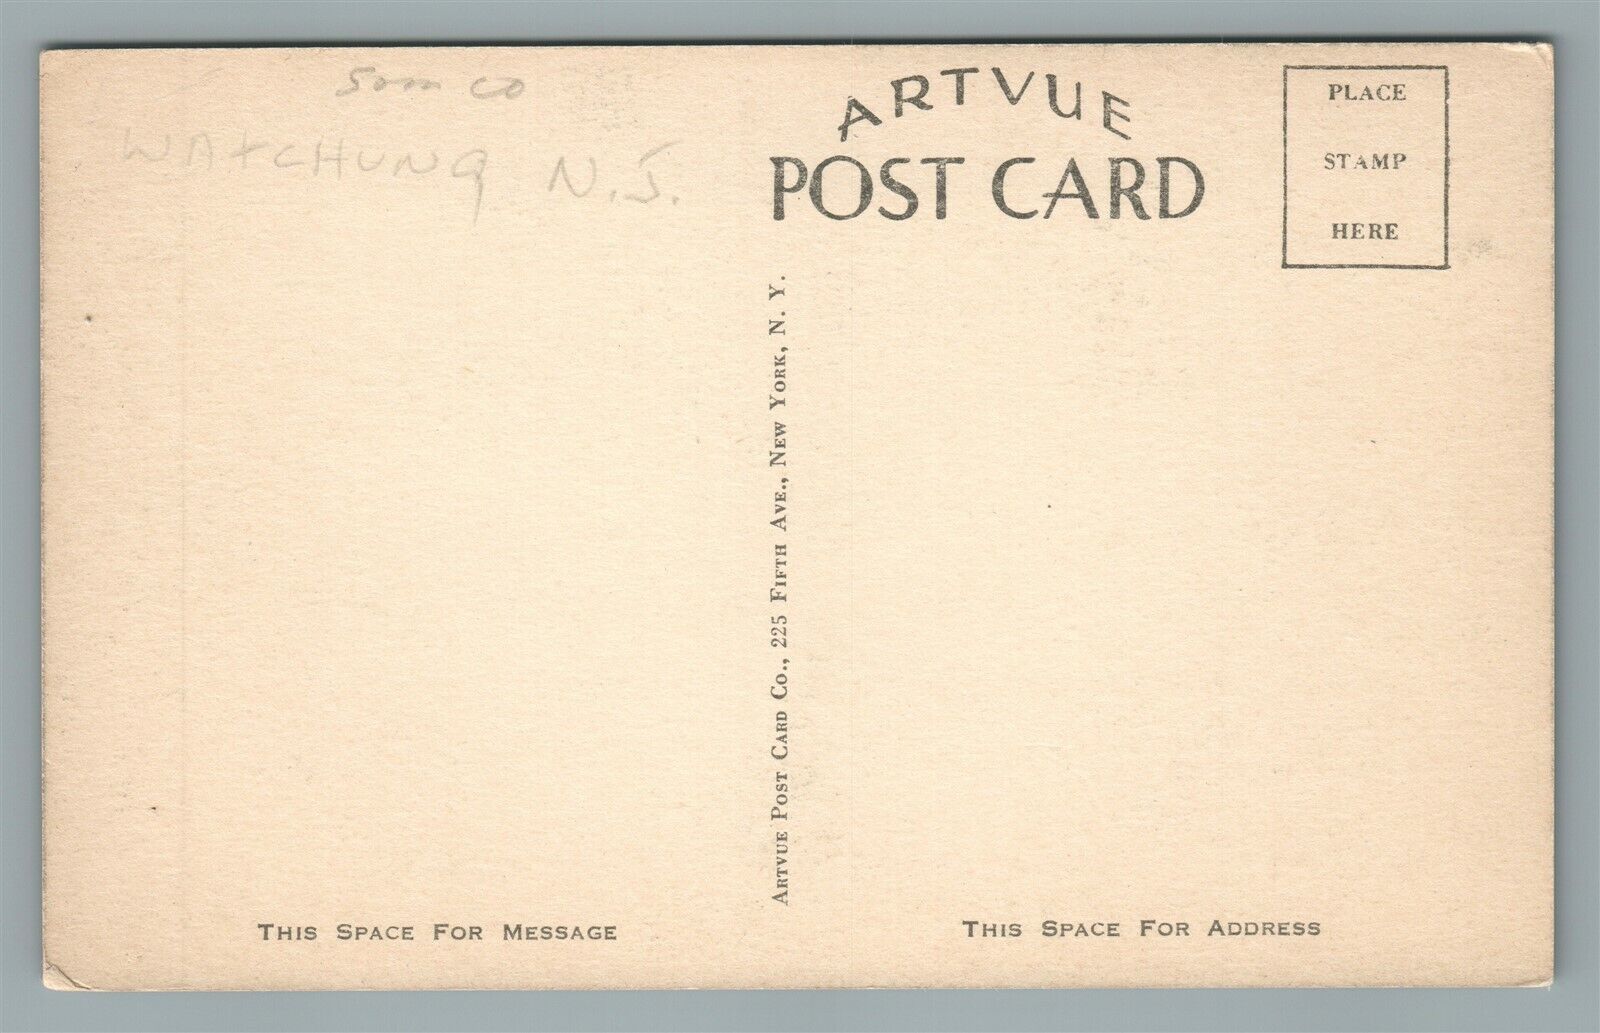 Som Co
WATCHUNG N.J.
ARTVUE
POST CARD
PLACE
STAMP
HERE
ARTVUE POST CARD CO., 225 FIFTH AVE., NEW YORK, N. Y.
THIS SPACE FOR MESSAGE
THIS SPACE FOR ADDRESS